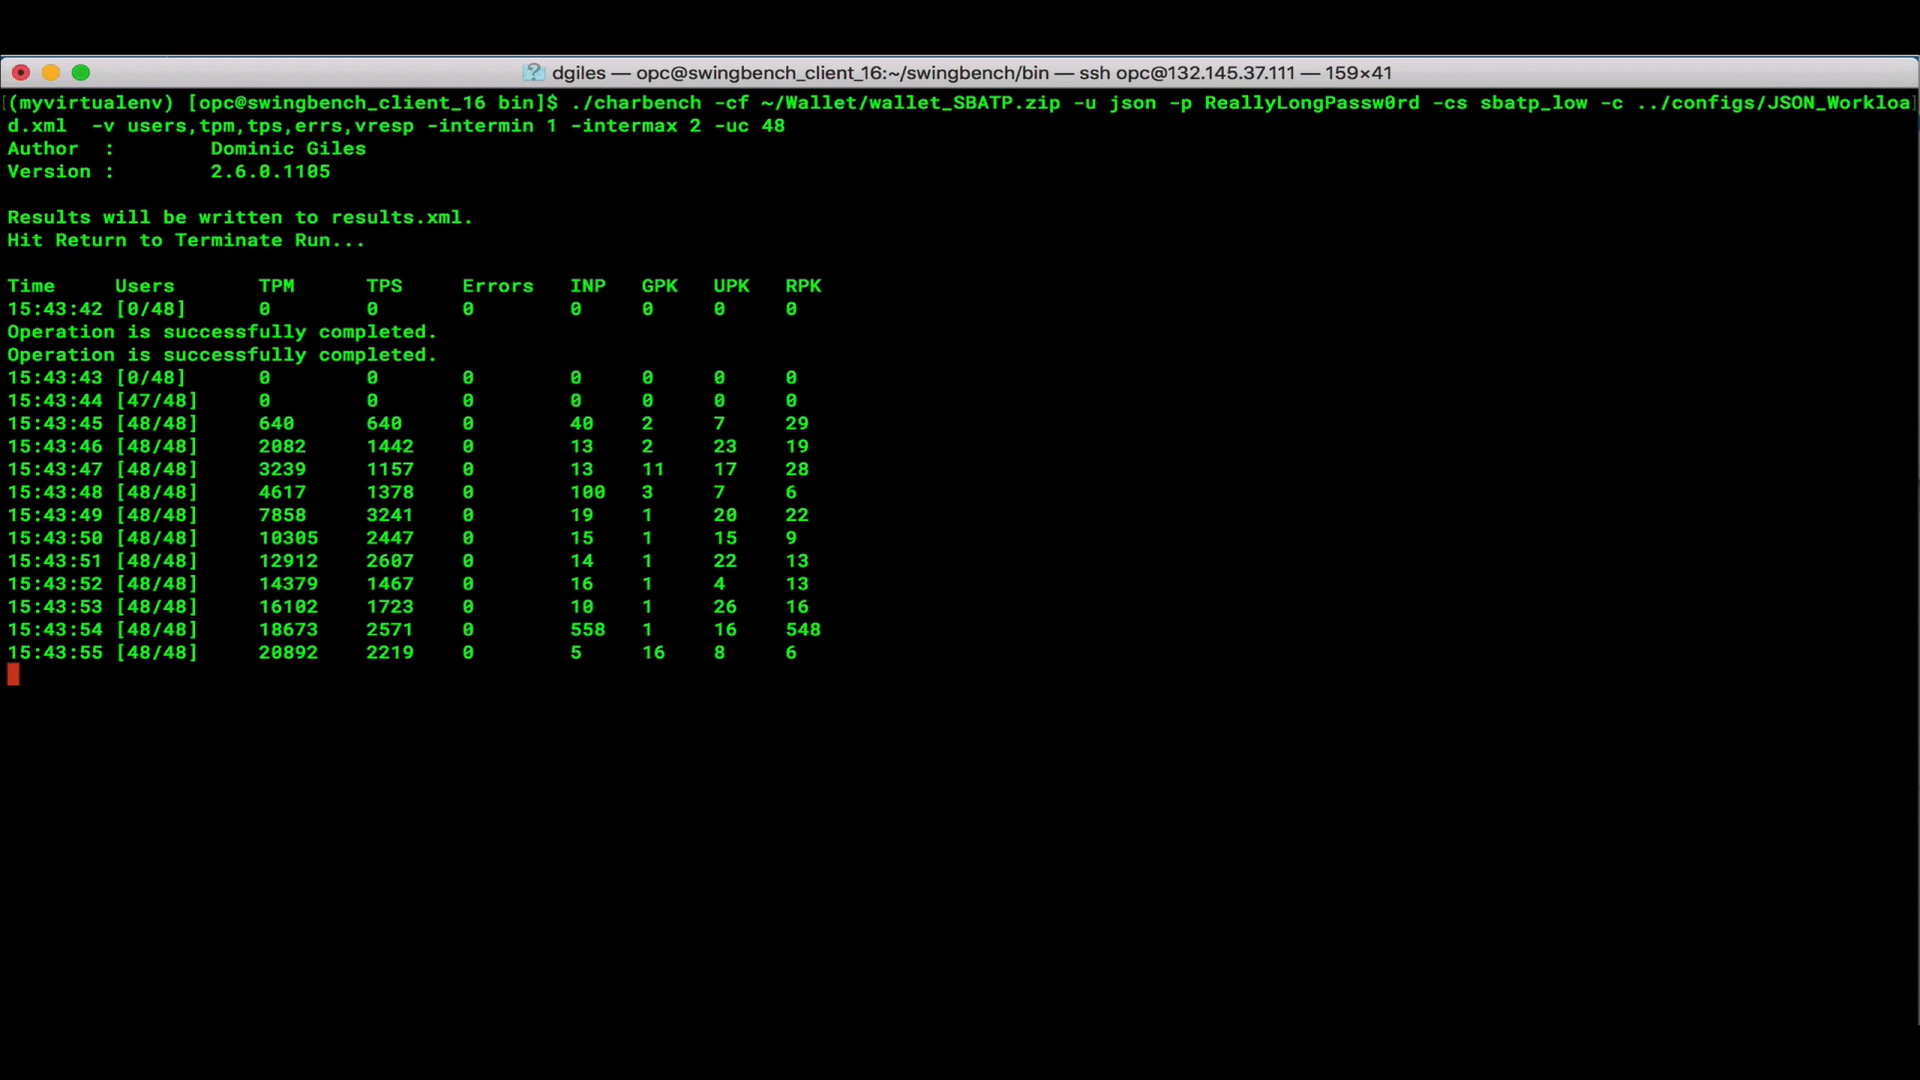 dgiles — opc@swingbench_client_16:~/swingbench/bin — ssh opc@132.145.37.111 — 159×41
[(myvirtualenv) [opc@swingbench_client_16 bin]$ ./charbench -cf ~/Wallet/wallet_SBATP.zip -u json -p ReallyLongPassw0rd -cs sbatp_low -c ../configs/JSON_Workloa]
d.xml  -v users,tpm,tps,errs,vresp -intermin 1 -intermax 2 -uc 48
Author  :        Dominic Giles
Version :        2.6.0.1105
Results will be written to results.xml.
Hit Return to Terminate Run...
Time     Users       TPM      TPS     Errors   INP   GPK   UPK   RPK
15:43:42 [0/48]      0        0       0        0     0     0     0
Operation is successfully completed.
Operation is successfully completed.
15:43:43 [0/48]      0        0       0        0     0     0     0
15:43:44 [47/48]     0        0       0        0     0     0     0
15:43:45 [48/48]     640      640     0        40    2     7     29
15:43:46 [48/48]     2082     1442    0        13    2     23    19
15:43:47 [48/48]     3239     1157    0        13    11    17    28
15:43:48 [48/48]     4617     1378    0        100   3     7     6
15:43:49 [48/48]     7858     3241    0        19    1     20    22
15:43:50 [48/48]     10305    2447    0        15    1     15    9
15:43:51 [48/48]     12912    2607    0        14    1     22    13
15:43:52 [48/48]     14379    1467    0        16    1     4     13
15:43:53 [48/48]     16102    1723    0        10    1     26    16
15:43:54 [48/48]     18673    2571    0        558   1     16    548
15:43:55 [48/48]     20892    2219    0        5     16    8     6